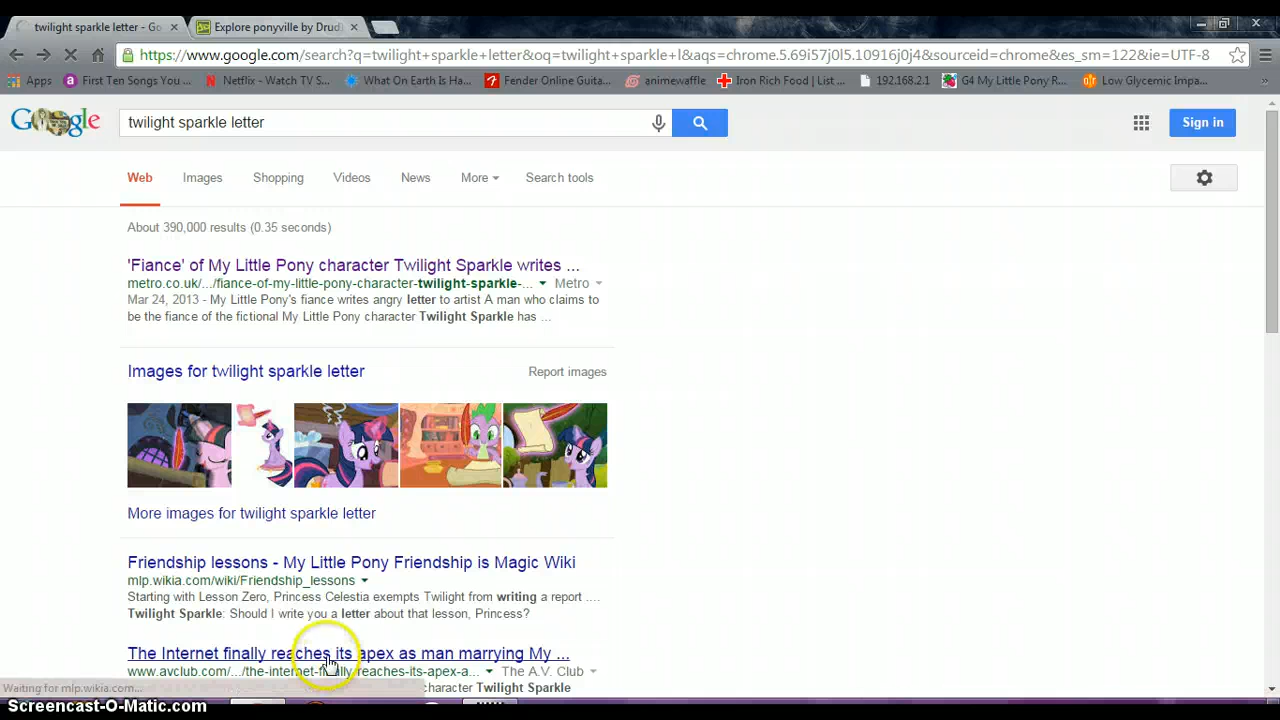 twilight sparkle letter - Go
Explore ponyville by Drud
https://www.google.com/search?q=twilight+sparkle+letter&oq=twilight+sparkle+l&aqs=chrome.5.69i57j0l5.10916j0j4&sourceid=chrome&es_sm=122&ie=UTF-8
Apps First Ten Songs You ... Netflix - Watch TV S... What On Earth Is Ha... Fender Online Guita... animewaffle Iron Rich Food | List ... 192.168.2.1 G4 My Little Pony R... Low Glycemic Impa...
Google
twilight sparkle letter
Sign in
Web Images Shopping Videos News More Search tools
About 390,000 results (0.35 seconds)
'Fiance' of My Little Pony character Twilight Sparkle writes ...
metro.co.uk/.../fiance-of-my-little-pony-character-twilight-sparkle-... Metro
Mar 24, 2013 - My Little Pony's fiance writes angry letter to artist A man who claims to
be the fiance of the fictional My Little Pony character Twilight Sparkle has ...
Images for twilight sparkle letter Report images
More images for twilight sparkle letter
Friendship lessons - My Little Pony Friendship is Magic Wiki
mlp.wikia.com/wiki/Friendship_lessons
Starting with Lesson Zero, Princess Celestia exempts Twilight from writing a report ....
Twilight Sparkle: Should I write you a letter about that lesson, Princess?
The Internet finally reaches its apex as man marrying My ...
www.avclub.com/.../the-internet-finally-reaches-its-apex-a... The A.V. Club
Waiting for mlp.wikia.com...
character Twilight Sparkle
Screencast-O-Matic.com